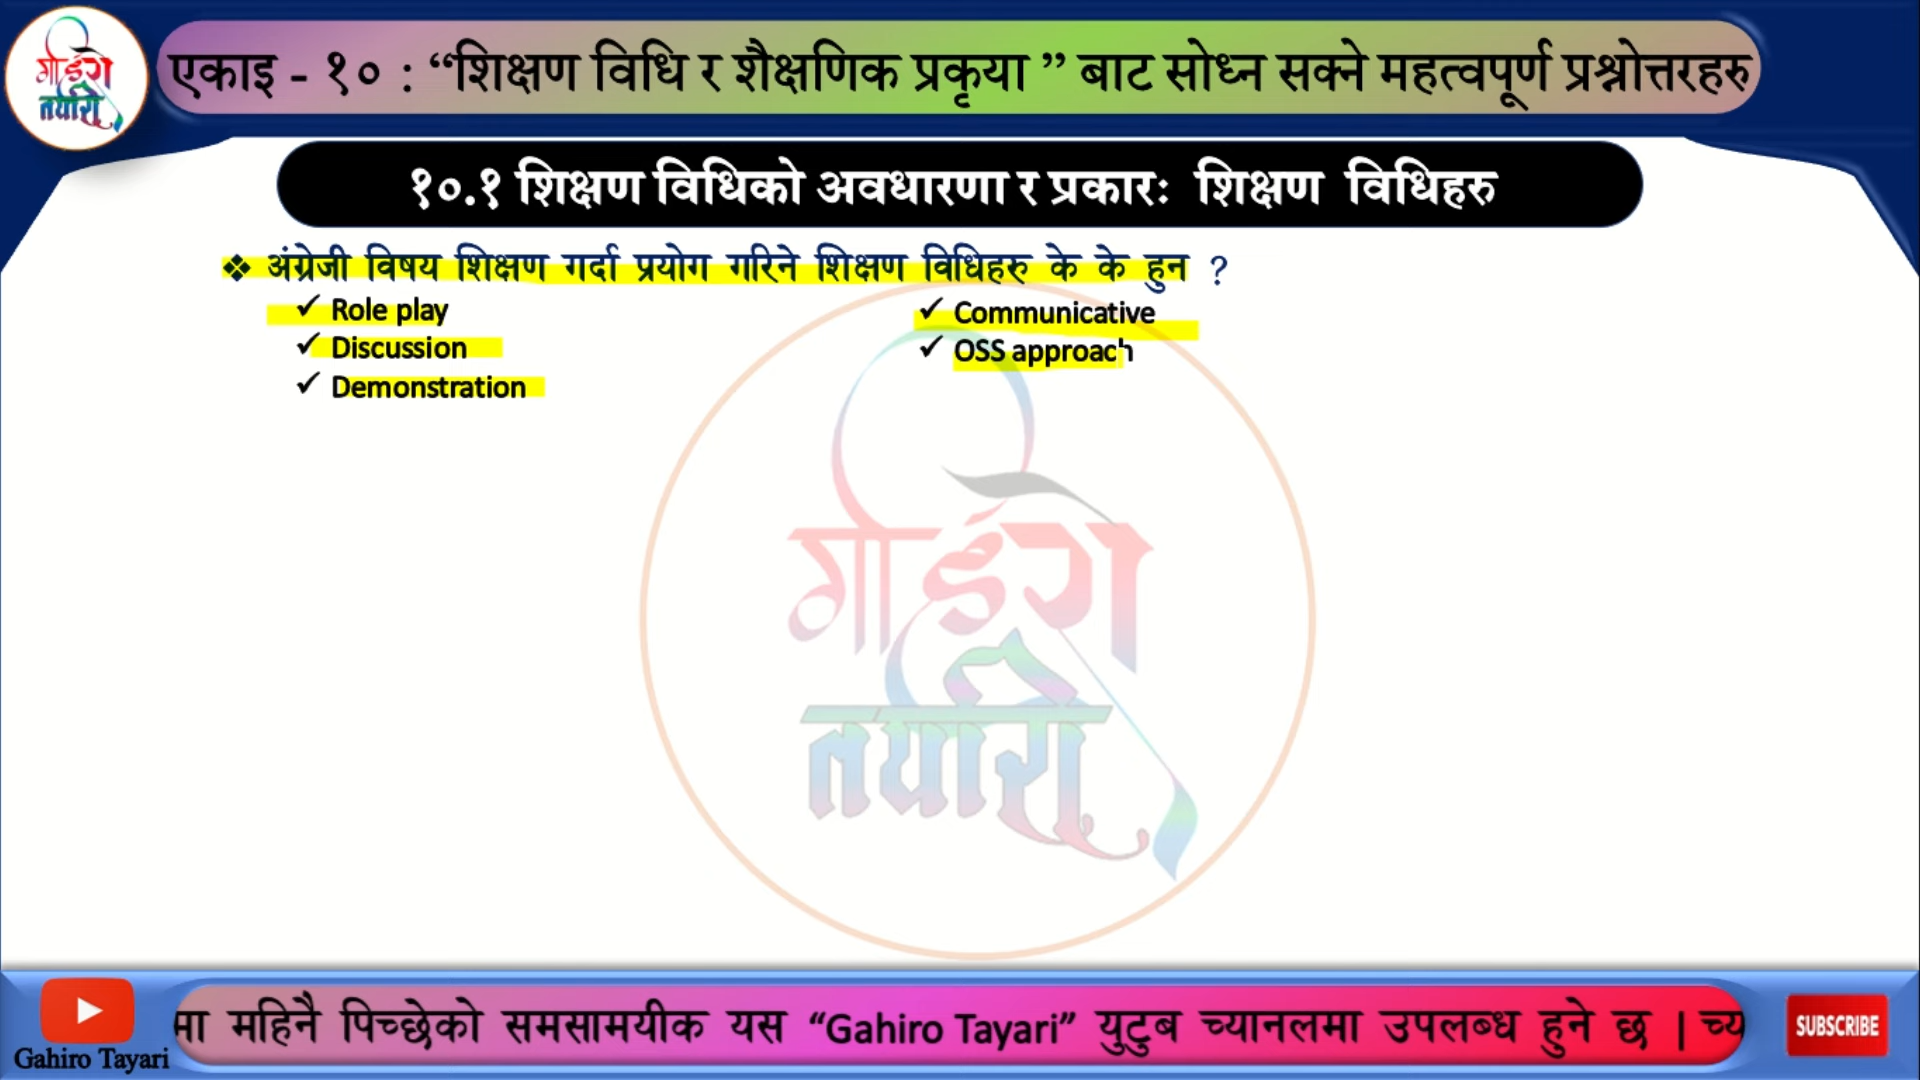 गहिरो
तयारी
एकाइ - १० : “शिक्षण विधि र शैक्षणिक प्रकृया ” बाट सोध्न सक्ने महत्वपूर्ण प्रश्नोत्तरहरु
१०.१ शिक्षण विधिको अवधारणा र प्रकारः शिक्षण विधिहरु
❖ अंग्रेजी विषय शिक्षण गर्दा प्रयोग गरिने शिक्षण विधिहरु के के हुन ?
✓ Role play
✓ Discussion
✓ Demonstration
✓ Communicative
✓ OSS approach
गहिरो
तयारी
मा महिनै पिच्छेको समसामयीक यस “Gahiro Tayari” युटुब च्यानलमा उपलब्ध हुने छ | च्य
Gahiro Tayari
SUBSCRIBE